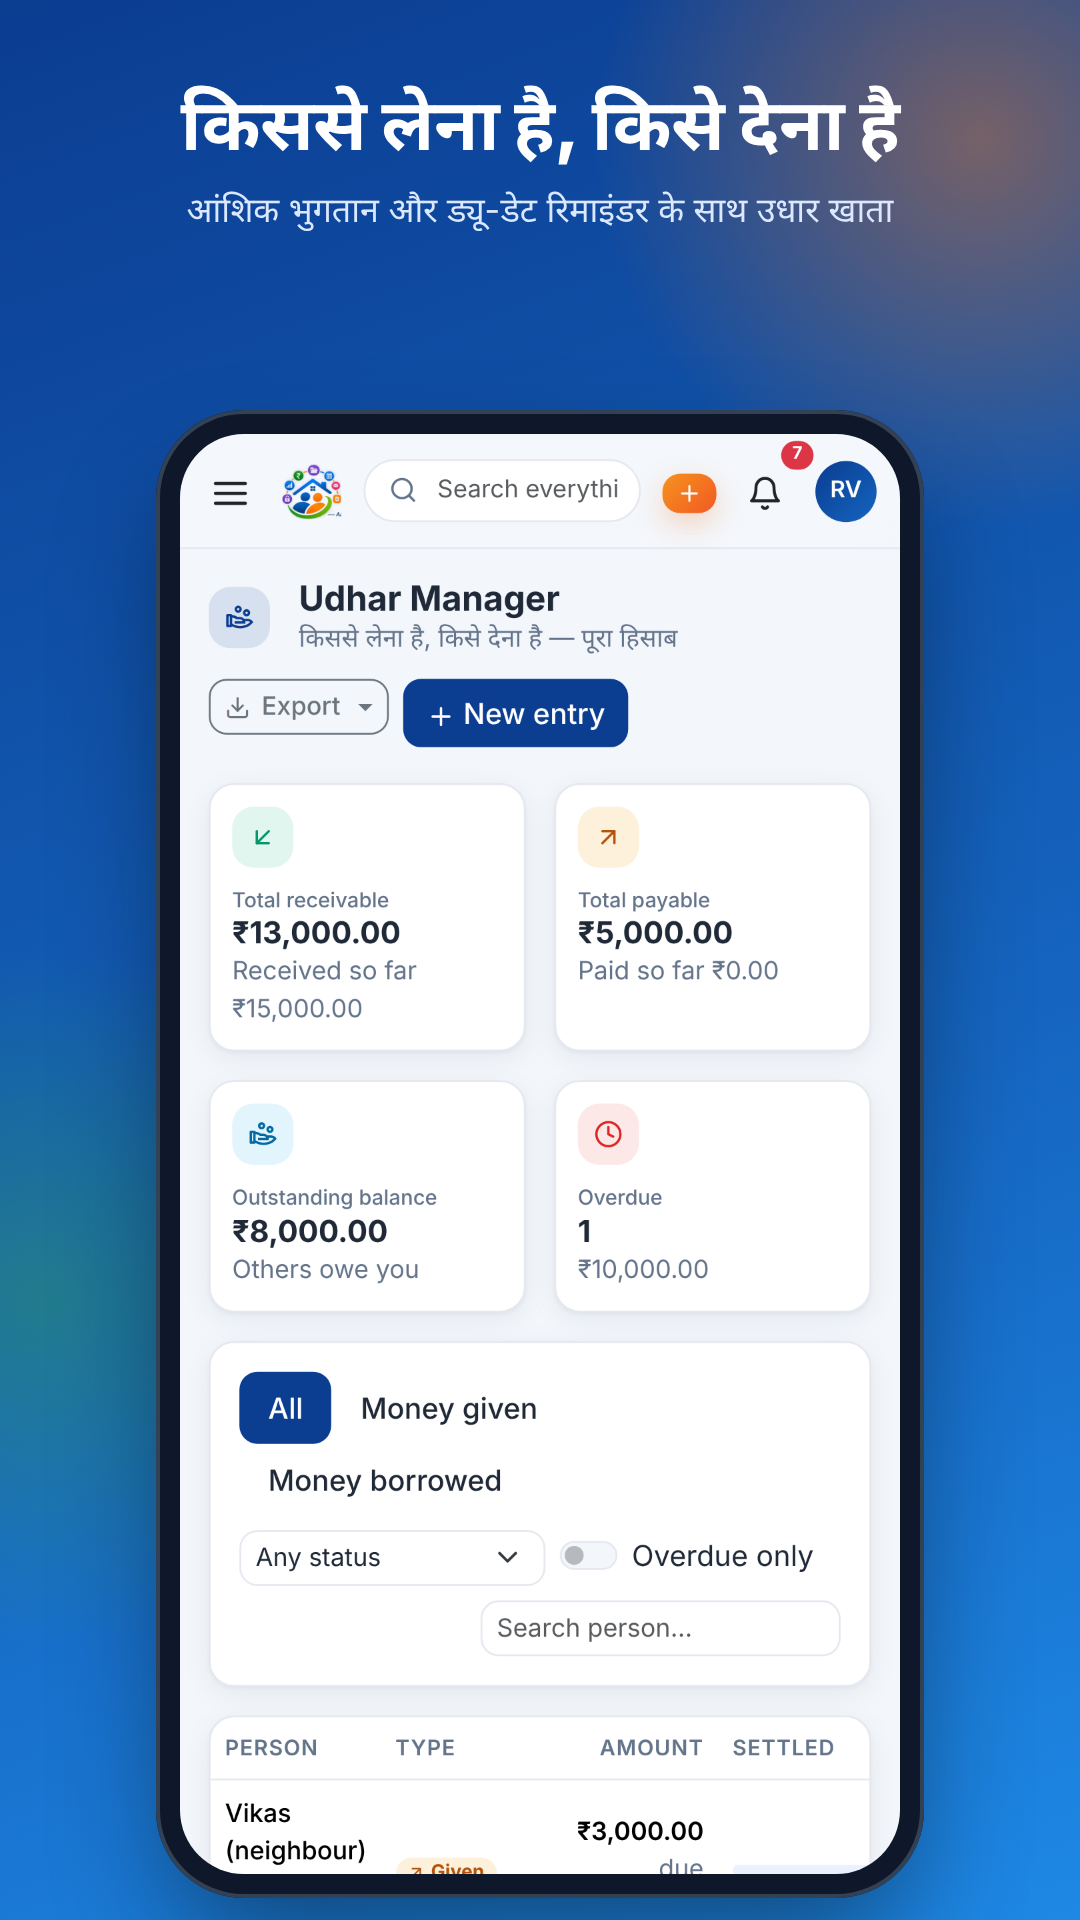 किससे लेना है, किसे देना है
आंशिक भुगतान और ड्यू-डेट रिमाइंडर के साथ उधार खाता
Search everythi
+
7
RV
Udhar Manager
किससे लेना है, किसे देना है — पूरा हिसाब
Export
+ New entry
Total receivable
₹13,000.00
Received so far
₹15,000.00
Total payable
₹5,000.00
Paid so far ₹0.00
Outstanding balance
₹8,000.00
Others owe you
Overdue
1
₹10,000.00
All
Money given
Money borrowed
Any status
Overdue only
Search person...
PERSON TYPE AMOUNT SETTLED
Vikas
(neighbour)
Given
₹3,000.00
due